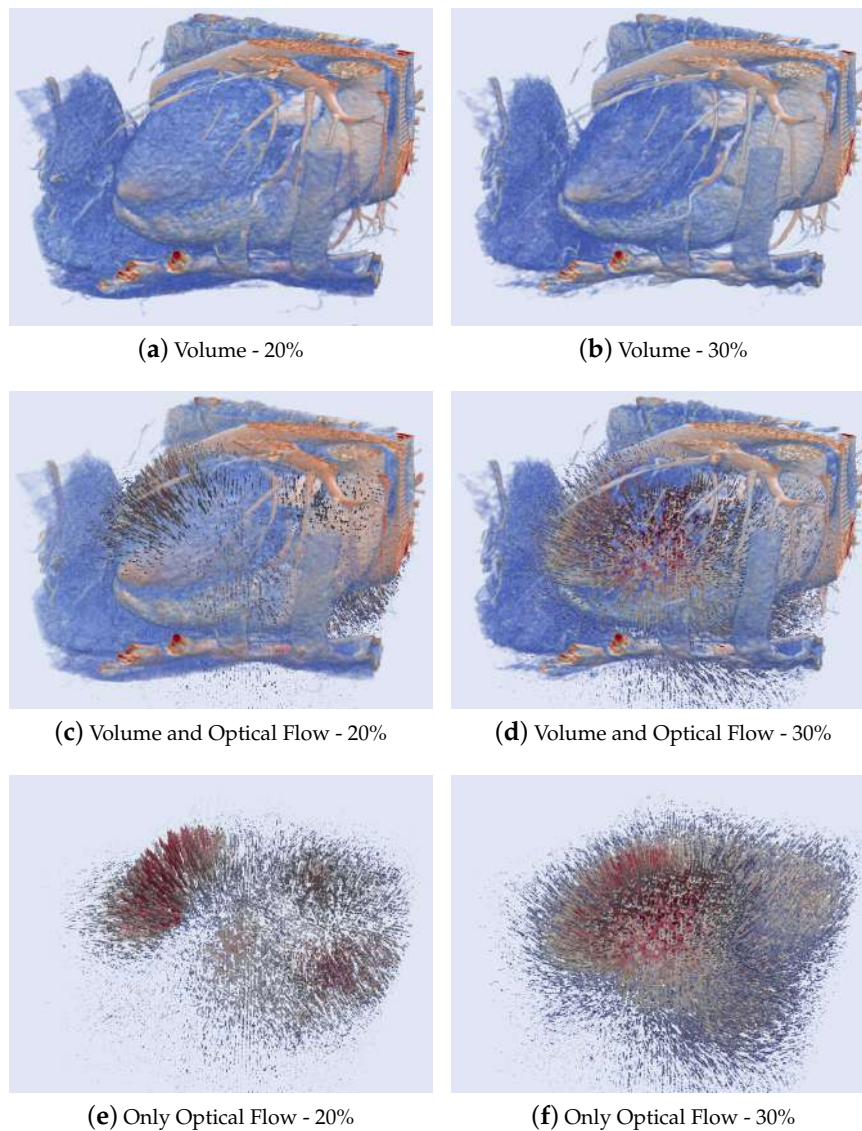 (a) Volume - 20%
(b) Volume - 30%
(c) Volume and Optical Flow - 20%
(d) Volume and Optical Flow - 30%
(e) Only Optical Flow - 20%
(f) Only Optical Flow - 30%